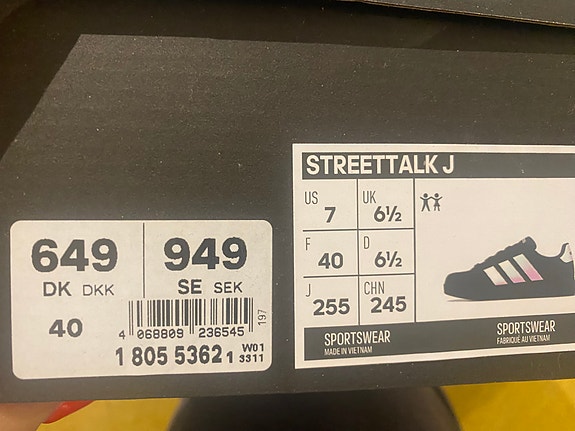 649
DK DKK
949
SE SEK
40
4 068809 236545
197
1 805 5362 1
W01
3311
STREETTALK J
US
7
UK
6½
F
40
D
6½
J
255
CHN
245
SPORTSWEAR
MADE IN VIETNAM
SPORTSWEAR
FABRIQUÉ AU VIETNAM